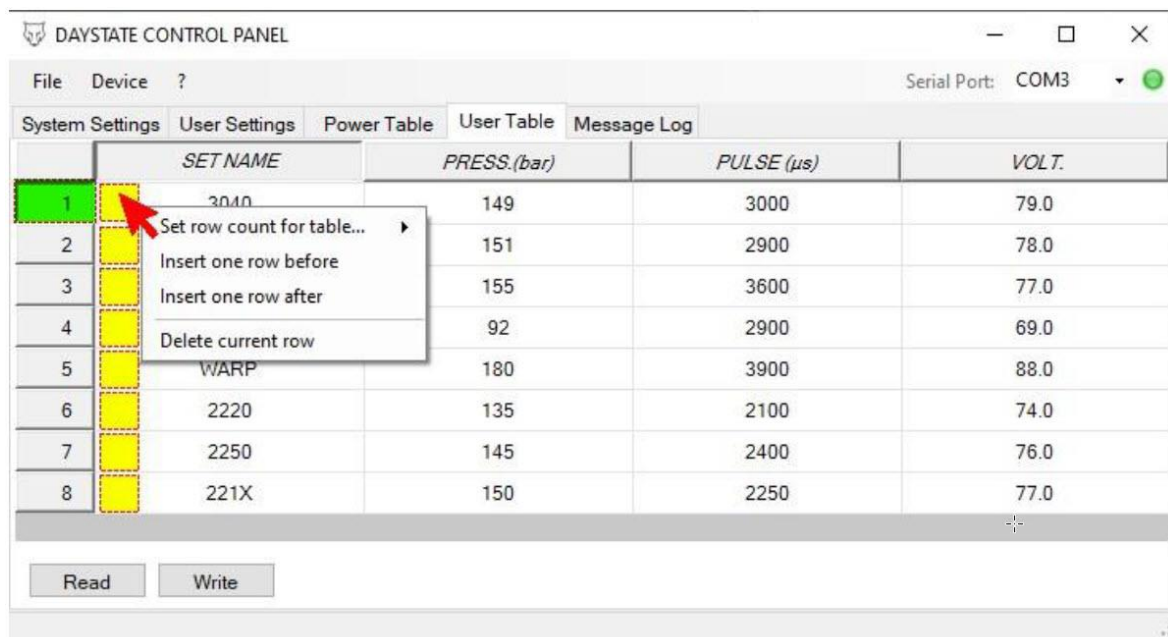 DAYSTATE CONTROL PANEL
File Device ? Serial Port: COM3
System Settings User Settings Power Table User Table Message Log
SET NAME PRESS.(bar) PULSE (µs) VOLT.
1 3040 149 3000 79.0
Set row count for table...
2 151 2900 78.0
Insert one row before
3 155 3600 77.0
Insert one row after
4 92 2900 69.0
Delete current row
5 WARP 180 3900 88.0
6 2220 135 2100 74.0
7 2250 145 2400 76.0
8 221X 150 2250 77.0
Read Write